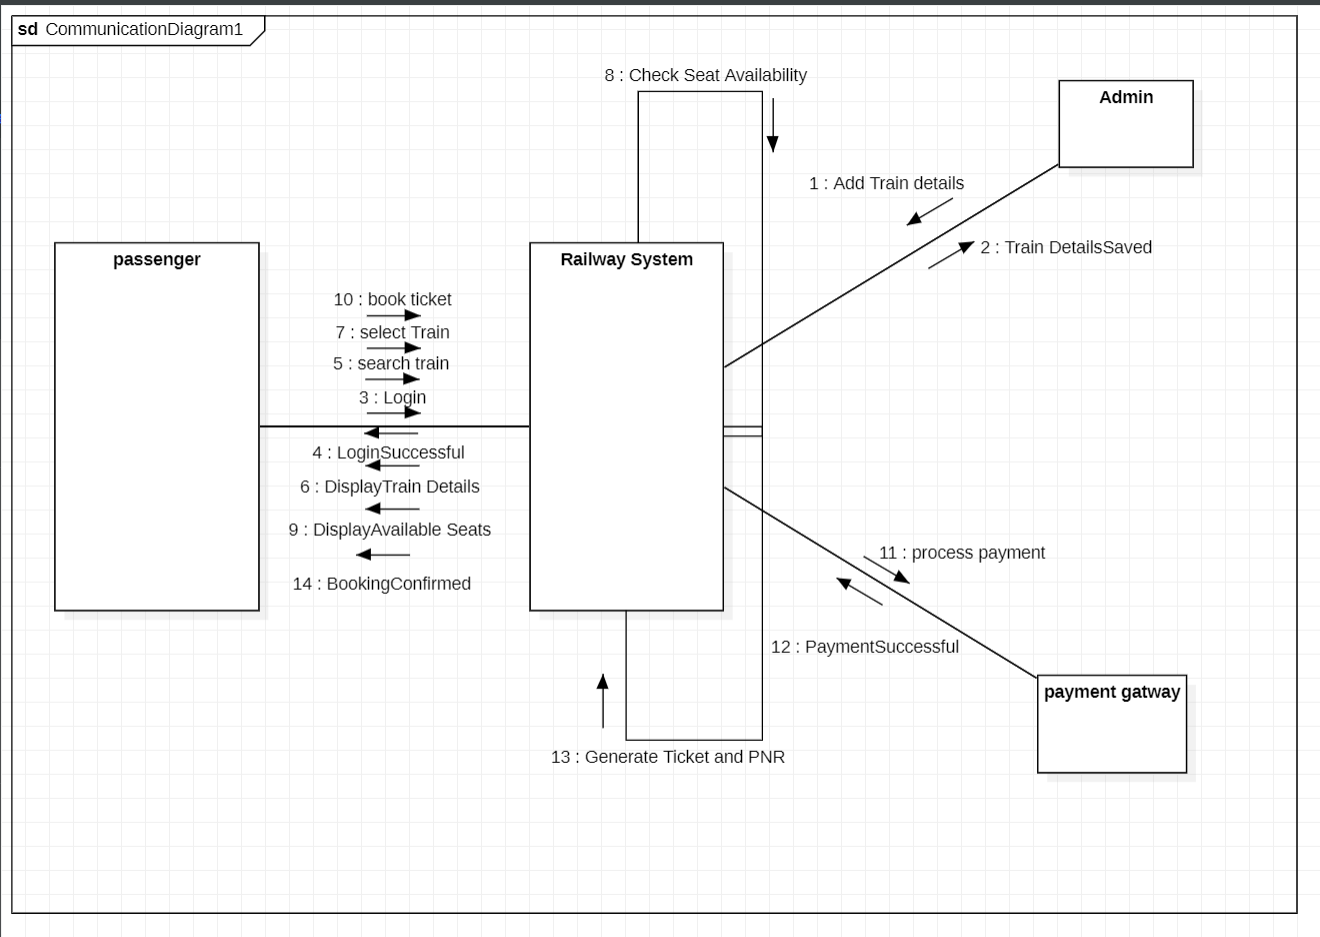 sd CommunicationDiagram1
8 : Check Seat Availability
Admin
1 : Add Train details
2 : Train DetailsSaved
passenger
Railway System
10 : book ticket
7 : select Train
5 : search train
3 : Login
4 : LoginSuccessful
6 : DisplayTrain Details
9 : DisplayAvailable Seats
14 : BookingConfirmed
11 : process payment
12 : PaymentSuccessful
payment gatway
13 : Generate Ticket and PNR